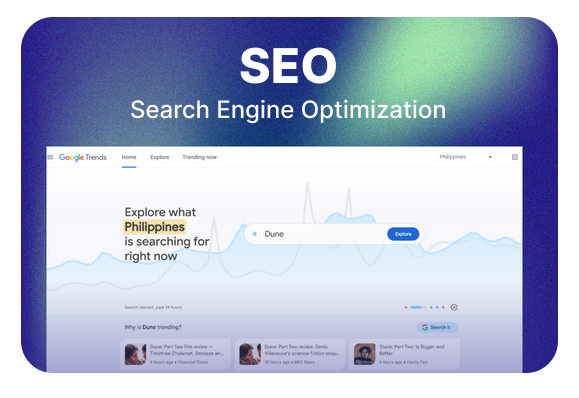 SEO
Search Engine Optimization
Google Trends Home Explore Trending now Philippines
Explore what
Philippines
is searching for
right now
Dune Explore
Search interest, past 24 hours
Why is Dune trending? Search it
Dune: Part Two film review —
Timothée Chalamet, Zendaya an...
4 hours ago • Financial Times
Dune: Part Two review: Denis
Villeneuve's science-fiction sequ...
10 hours ago • BBC News
'Dune: Part Two' Is Bigger and
Better
8 hours ago • Vanity Fair